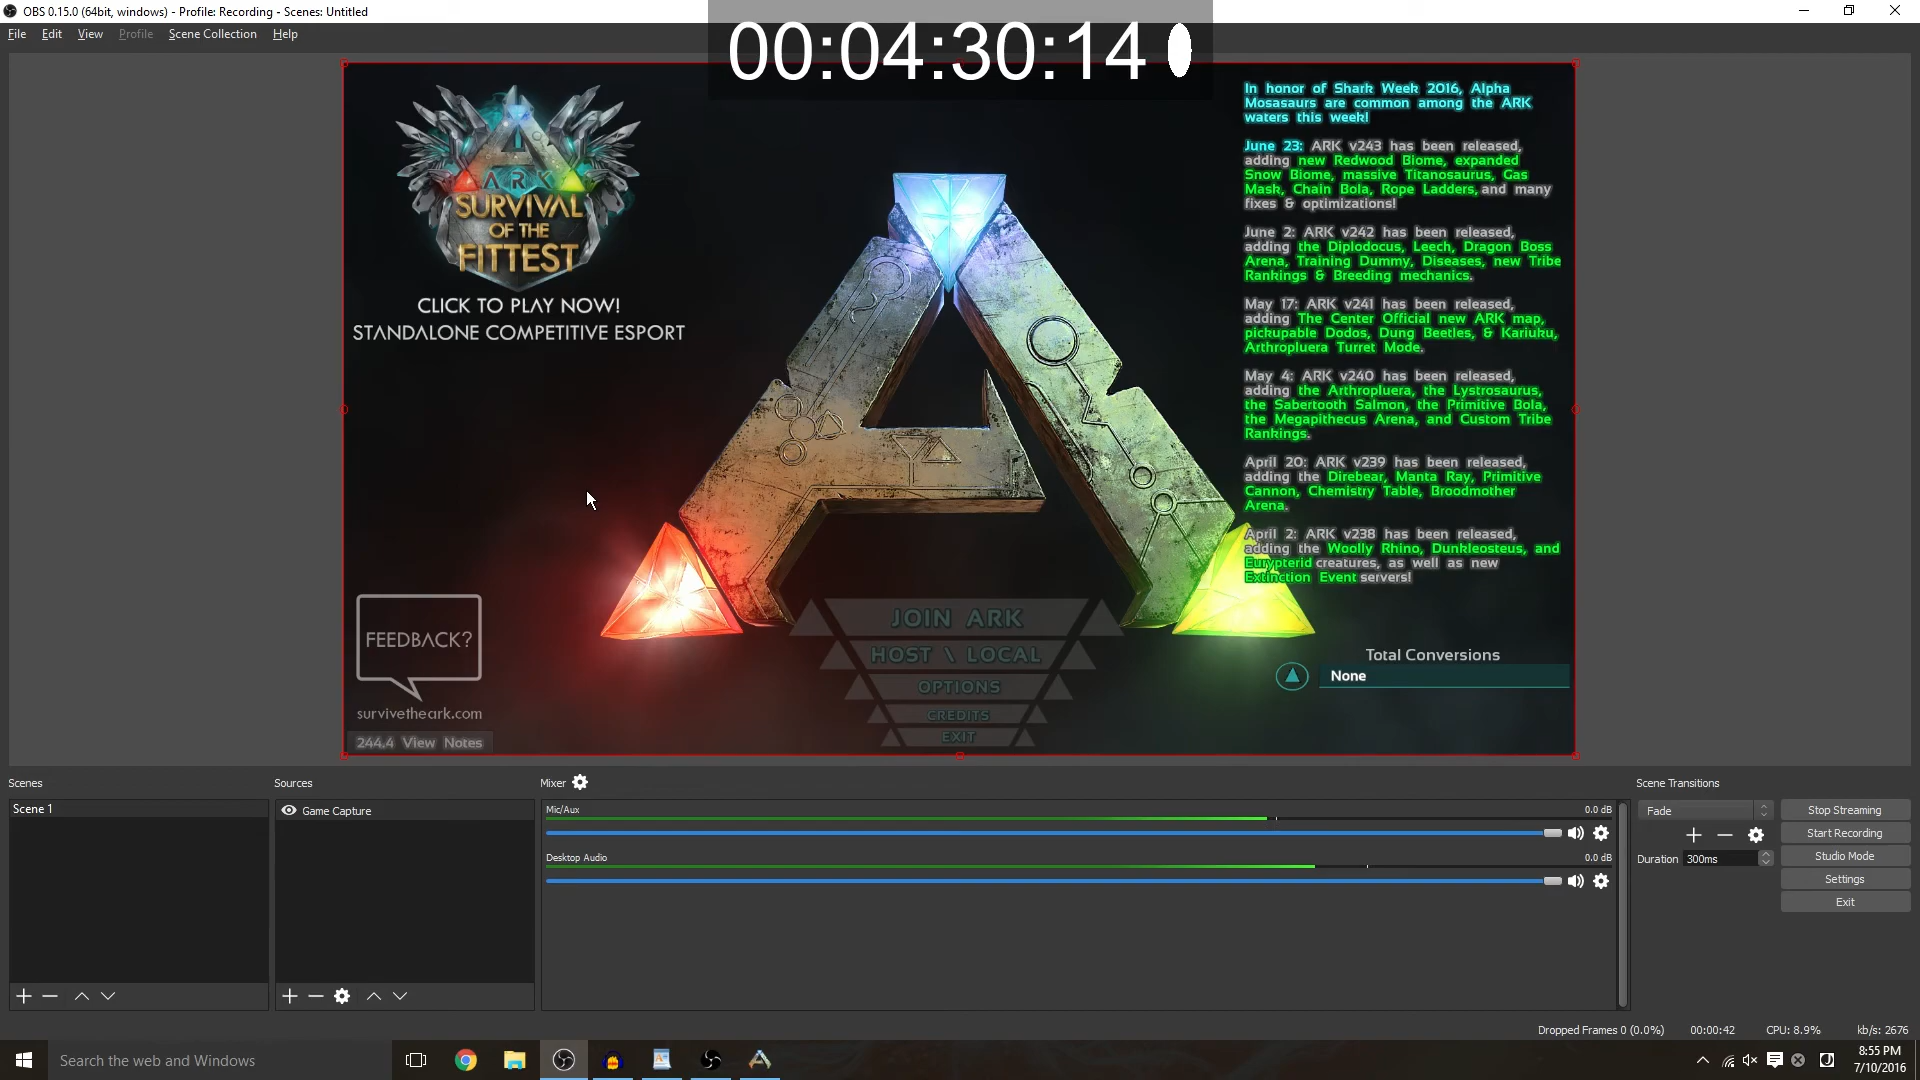 OBS 0.15.0 (64bit, windows) - Profile: Recording - Scenes: Untitled
File Edit View Profile Scene Collection Help
00:04:30:14
ARK
SURVIVAL
OF THE
FITTEST
CLICK TO PLAY NOW!
STANDALONE COMPETITIVE ESPORT
In honor of Shark Week 2016, Alpha
Mosasaurs are common among the ARK
waters this week!
June 23: ARK v243 has been released,
adding new Redwood Biome, expanded
Snow Biome, massive Titanosaurus, Gas
Mask, Chain Bola, Rope Ladders, and many
fixes & optimizations!
June 2: ARK v242 has been released,
adding the Diplodocus, Leech, Dragon Boss
Arena, Training Dummy, Diseases, new Tribe
Rankings & Breeding mechanics.
May 17: ARK v241 has been released,
adding The Center Official new ARK map,
pickupable Dodos, Dung Beetles, & Kariuku,
Arthropluera Turret Mode.
May 4: ARK v240 has been released,
adding the Arthropluera, the Lystrosaurus,
the Sabertooth Salmon, the Primitive Bola,
the Megapithecus Arena, and Custom Tribe
Rankings.
April 20: ARK v239 has been released,
adding the Direbear, Manta Ray, Primitive
Cannon, Chemistry Table, Broodmother
Arena.
April 2: ARK v238 has been released,
adding the Woolly Rhino, Dunkleosteus, and
Eurypterid creatures, as well as new
Extinction Event servers!
JOIN ARK
HOST \ LOCAL
OPTIONS
CREDITS
EXIT
FEEDBACK?
survivetheark.com
244.4 View Notes
Total Conversions
None
Scenes
Scene 1
Sources
Game Capture
Mixer
Mic/Aux 0.0 dB
Desktop Audio 0.0 dB
Scene Transitions
Fade
Duration 300ms
Stop Streaming
Start Recording
Studio Mode
Settings
Exit
Dropped Frames 0 (0.0%) 00:00:42 CPU: 8.9% kb/s: 2676
Search the web and Windows
8:55 PM
7/10/2016